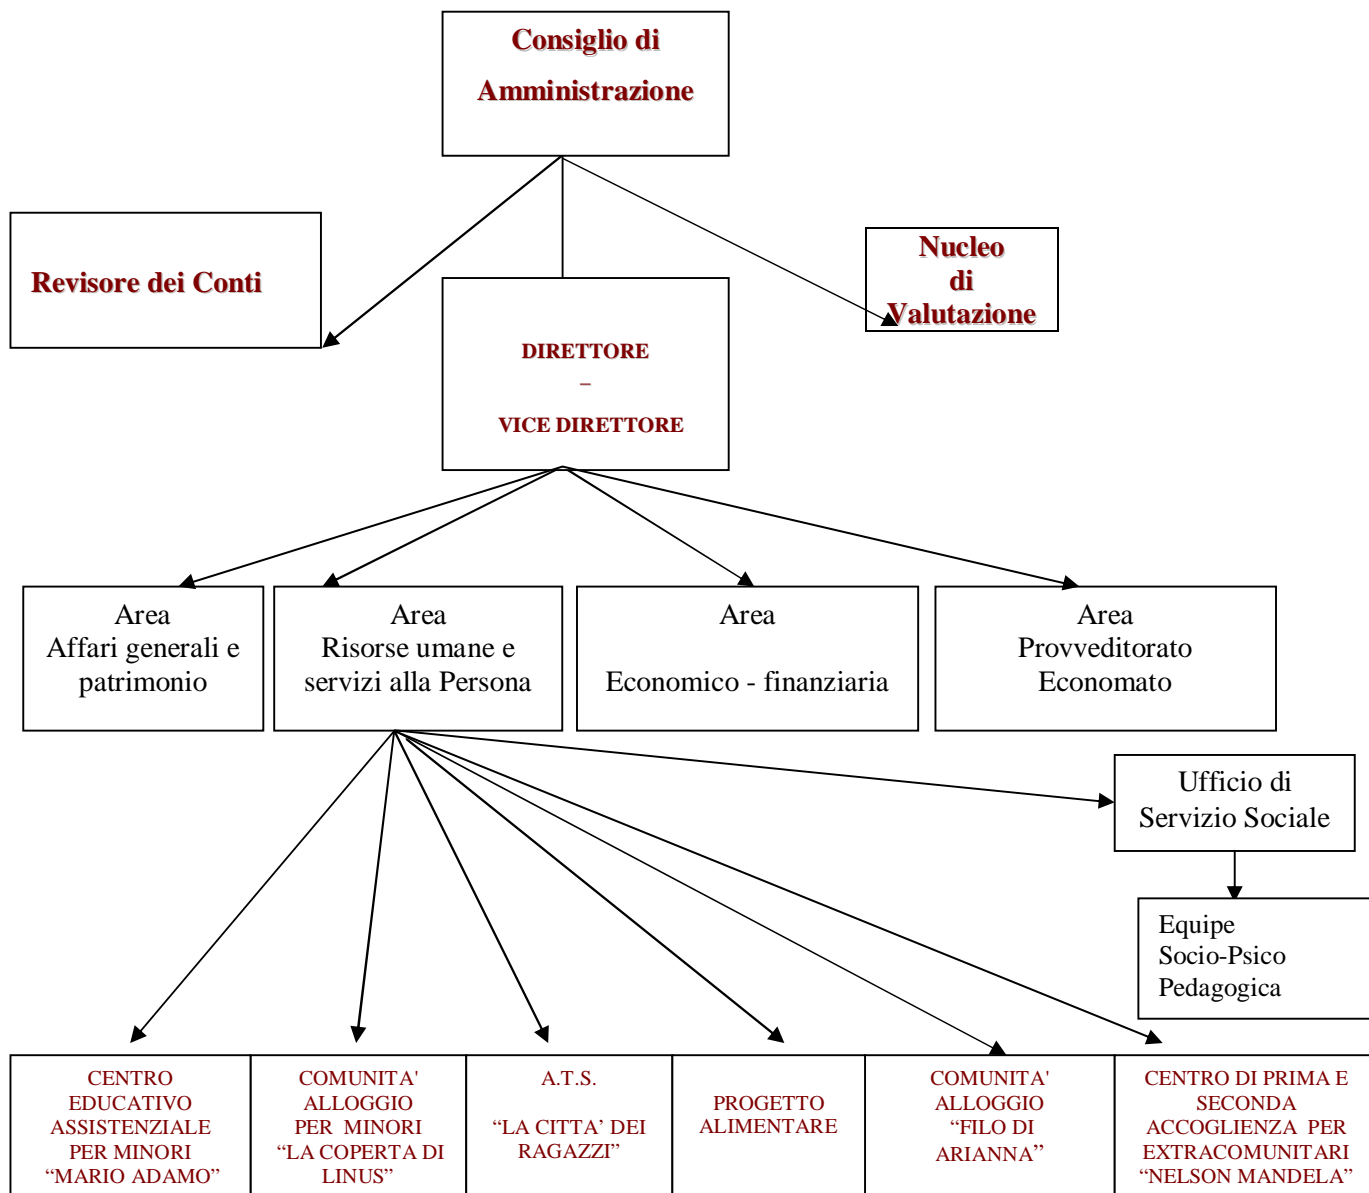 Consiglio di
Amministrazione
Revisore dei Conti
Nucleo
di
Valutazione
DIRETTORE
–
VICE DIRETTORE
Area
Affari generali e
patrimonio
Area
Risorse umane e
servizi alla Persona
Area
Economico - finanziaria
Area
Provveditorato
Economato
Ufficio di
Servizio Sociale
Equipe
Socio-Psico
Pedagogica
CENTRO
EDUCATIVO
ASSISTENZIALE
PER MINORI
“MARIO ADAMO”
COMUNITA'
ALLOGGIO
PER MINORI
“LA COPERTA DI
LINUS”
A.T.S.
“LA CITTA’ DEI
RAGAZZI”
PROGETTO
ALIMENTARE
COMUNITA'
ALLOGGIO
“FILO DI
ARIANNA”
CENTRO DI PRIMA E
SECONDA
ACCOGLIENZA PER
EXTRACOMUNITARI
“NELSON MANDELA”